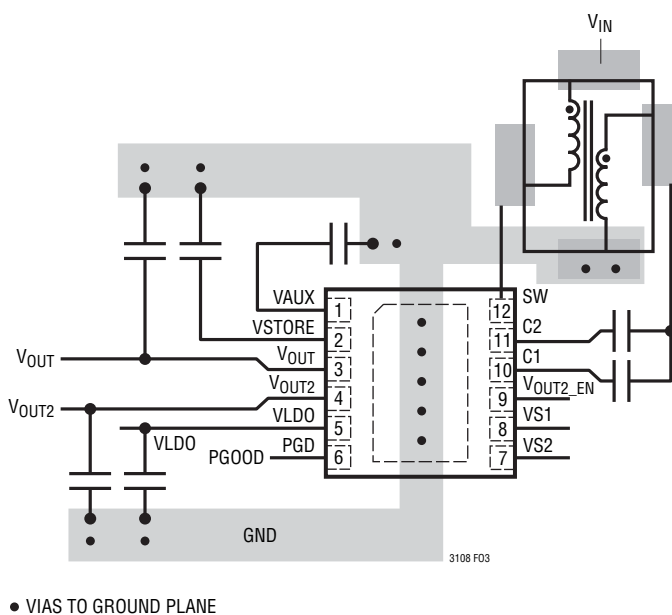 VIN
VAUX
1
VSTORE
2
VOUT
VOUT
3
VOUT2
VOUT2
4
VLDO
5
VLDO
PGOOD
PGD
6
SW
12
C2
11
C1
10
VOUT2_EN
9
VS1
8
VS2
7
GND
3108 F03
● VIAS TO GROUND PLANE